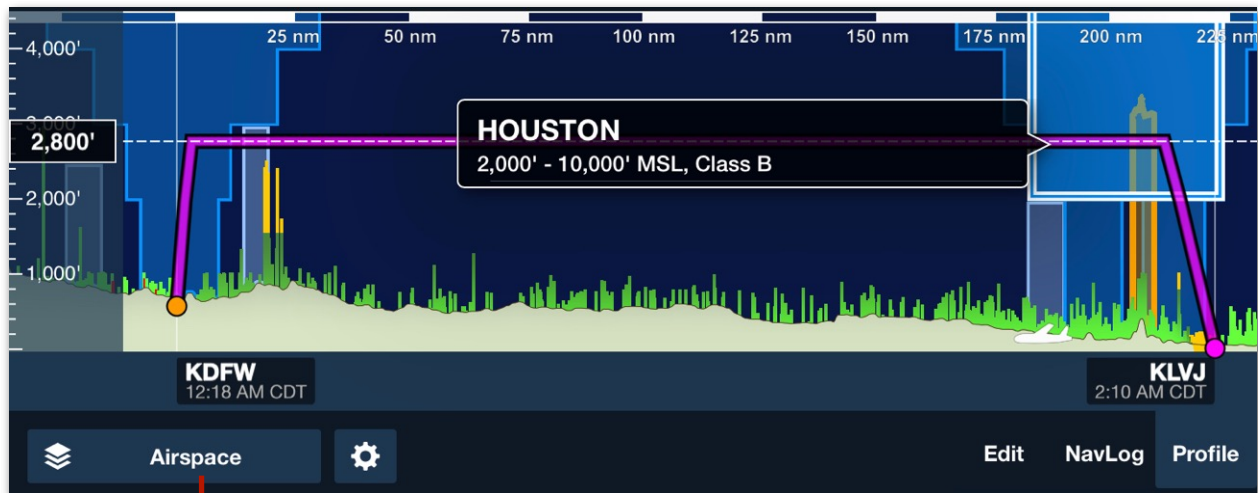 25 nm 50 nm 75 nm 100 nm 125 nm 150 nm 175 nm 200 nm 225 nm
4,000'
3,000'
2,800'
HOUSTON
2,000' - 10,000' MSL, Class B
2,000'
1,000'
KDFW
12:18 AM CDT
KLVJ
2:10 AM CDT
Airspace
Edit NavLog Profile